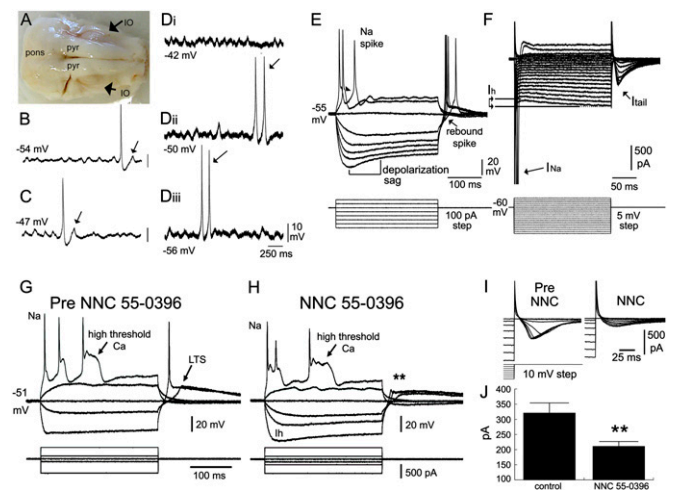 A
IO
pons
pyr
pyr
IO
B
-54 mV
C
-47 mV
Di
-42 mV
Dii
-50 mV
Diii
-56 mV
10
mV
250 ms
E
Na
spike
-55
mV
rebound
spike
depolarization
sag
20
mV
100 ms
100 pA
step
F
Ih
Itail
INa
500
pA
50 ms
-60
mV
5 mV
step
G
Pre NNC 55-0396
Na
high threshold
Ca
LTS
-51
mV
20 mV
100 ms
H
NNC 55-0396
Na
high threshold
Ca
**
Ih
20 mV
500 pA
I
Pre
NNC
NNC
500
pA
25 ms
10 mV step
J
pA
400
350
300
250
200
150
100
**
control
NNC 55-0396